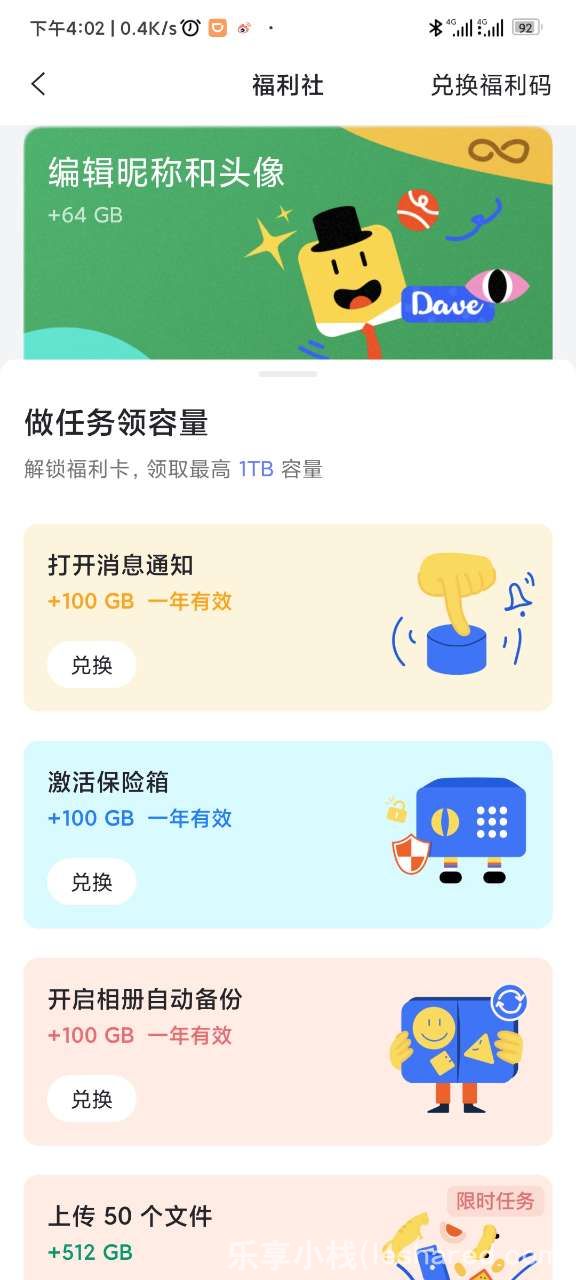 下午4:02 | 0.4K/s
4G 4G 92
福利社 兑换福利码
编辑昵称和头像
+64 GB
Dave
做任务领容量
解锁福利卡, 领取最高 1TB 容量
打开消息通知
+100 GB 一年有效
兑换
激活保险箱
+100 GB 一年有效
兑换
开启相册自动备份
+100 GB 一年有效
兑换
限时任务
上传 50 个文件
+512 GB
乐享小栈(leshared.com